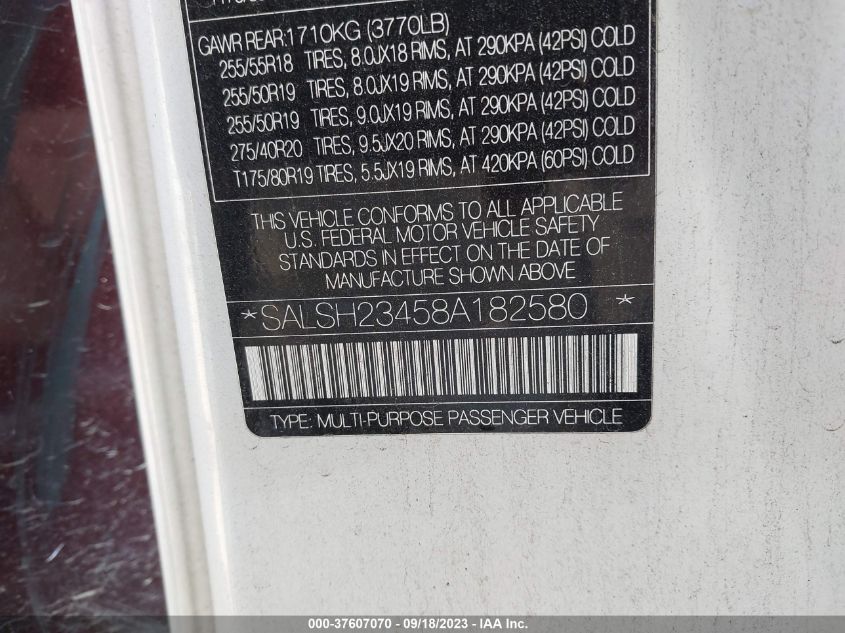 GAWR REAR:1710KG (3770LB)
255/55R18 TIRES, 8.0JX18 RIMS, AT 290KPA (42PSI) COLD
255/50R19 TIRES, 8.0JX19 RIMS, AT 290KPA (42PSI) COLD
255/50R19 TIRES, 9.0JX19 RIMS, AT 290KPA (42PSI) COLD
275/40R20 TIRES, 9.5JX20 RIMS, AT 290KPA (42PSI) COLD
T175/80R19 TIRES, 5.5JX19 RIMS, AT 420KPA (60PSI) COLD
THIS VEHICLE CONFORMS TO ALL APPLICABLE
U.S. FEDERAL MOTOR VEHICLE SAFETY
STANDARDS IN EFFECT ON THE DATE OF
MANUFACTURE SHOWN ABOVE
*SALSH23458A182580 *
TYPE: MULTI-PURPOSE PASSENGER VEHICLE
000-37607070 - 09/18/2023 - IAA Inc.